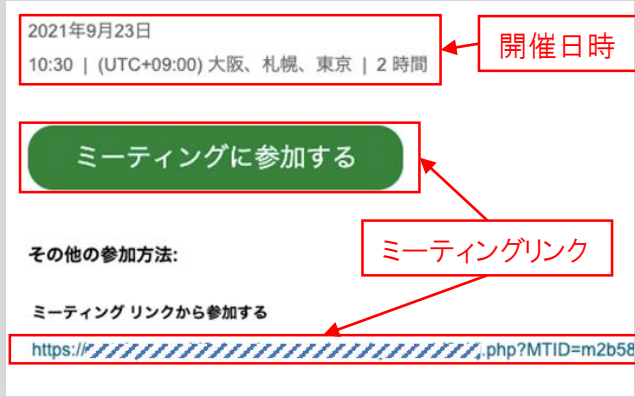 2021年9月23日
10:30 | (UTC+09:00) 大阪、札幌、東京 | 2 時間
開催日時
ミーティングに参加する
ミーティングリンク
その他の参加方法:
ミーティング リンクから参加する
https://
.php?MTID=m2b58